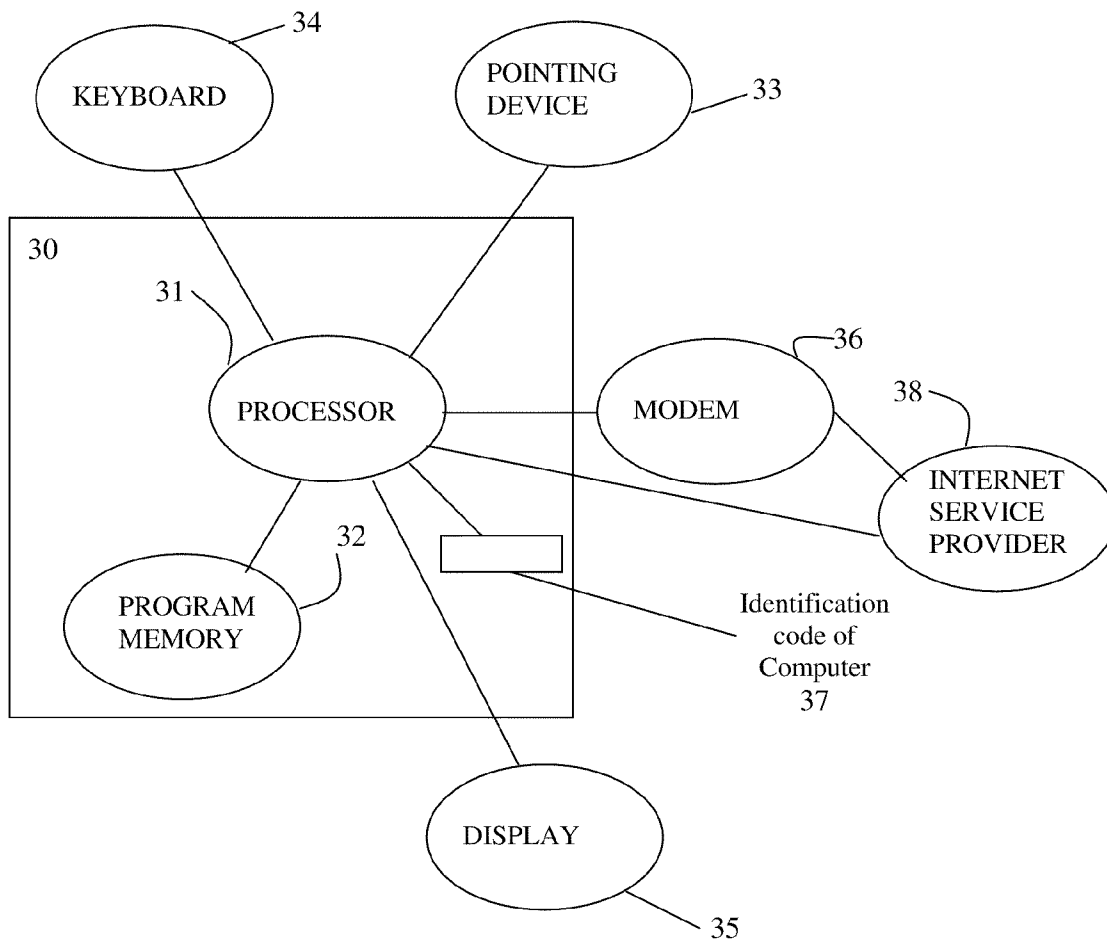 34
KEYBOARD
POINTING
DEVICE
33
30
31
PROCESSOR
36
MODEM
38
INTERNET
SERVICE
PROVIDER
32
PROGRAM
MEMORY
Identification
code of
Computer
37
DISPLAY
35